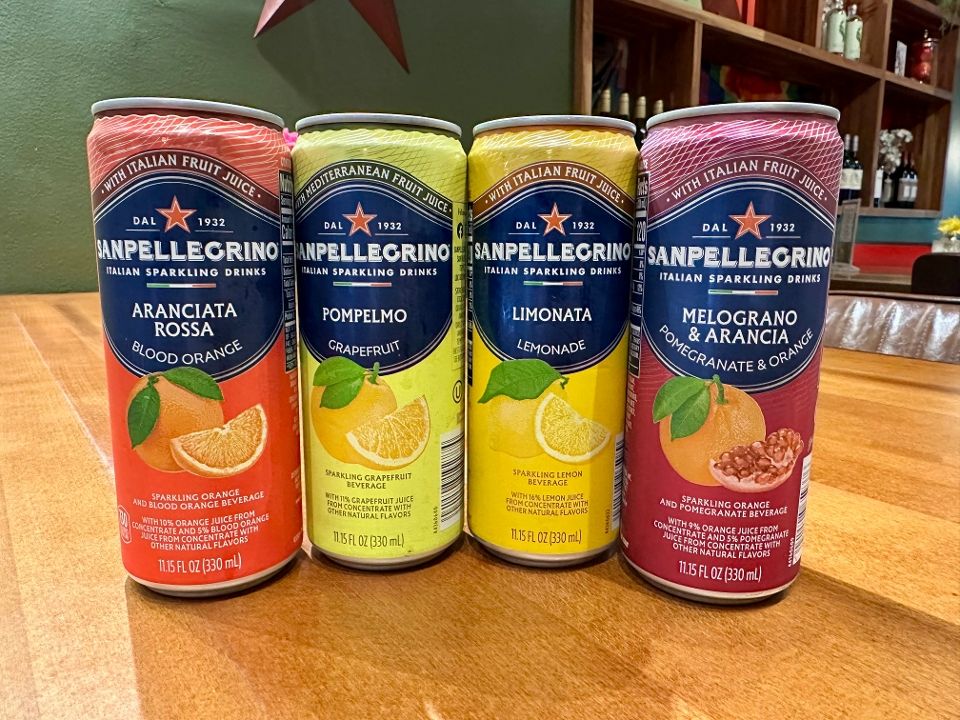 WITH ITALIAN FRUIT JUICE
DAL 1932
SANPELLEGRINO
ITALIAN SPARKLING DRINKS
ARANCIATA
ROSSA
BLOOD ORANGE
SPARKLING ORANGE
AND BLOOD ORANGE BEVERAGE
WITH 10% ORANGE JUICE FROM
CONCENTRATE AND 5% BLOOD ORANGE
JUICE FROM CONCENTRATE WITH
OTHER NATURAL FLAVORS
11.15 FL OZ (330 mL)
WITH MEDITERRANEAN FRUIT JUICE
DAL 1932
SANPELLEGRINO
ITALIAN SPARKLING DRINKS
POMPELMO
GRAPEFRUIT
SPARKLING GRAPEFRUIT
BEVERAGE
WITH 11% GRAPEFRUIT JUICE
FROM CONCENTRATE WITH
OTHER NATURAL FLAVORS
11.15 FL OZ (330 mL)
WITH ITALIAN FRUIT JUICE
DAL 1932
SANPELLEGRINO
ITALIAN SPARKLING DRINKS
LIMONATA
LEMONADE
SPARKLING LEMON
BEVERAGE
WITH 16% LEMON JUICE
FROM CONCENTRATE WITH
OTHER NATURAL FLAVORS
11.15 FL OZ (330 mL)
WITH ITALIAN FRUIT JUICE
DAL 1932
SANPELLEGRINO
ITALIAN SPARKLING DRINKS
MELOGRANO
& ARANCIA
POMEGRANATE & ORANGE
SPARKLING ORANGE
AND POMEGRANATE BEVERAGE
WITH 9% ORANGE JUICE FROM
CONCENTRATE AND 5% POMEGRANATE
JUICE FROM CONCENTRATE WITH
OTHER NATURAL FLAVORS
11.15 FL OZ (330 mL)